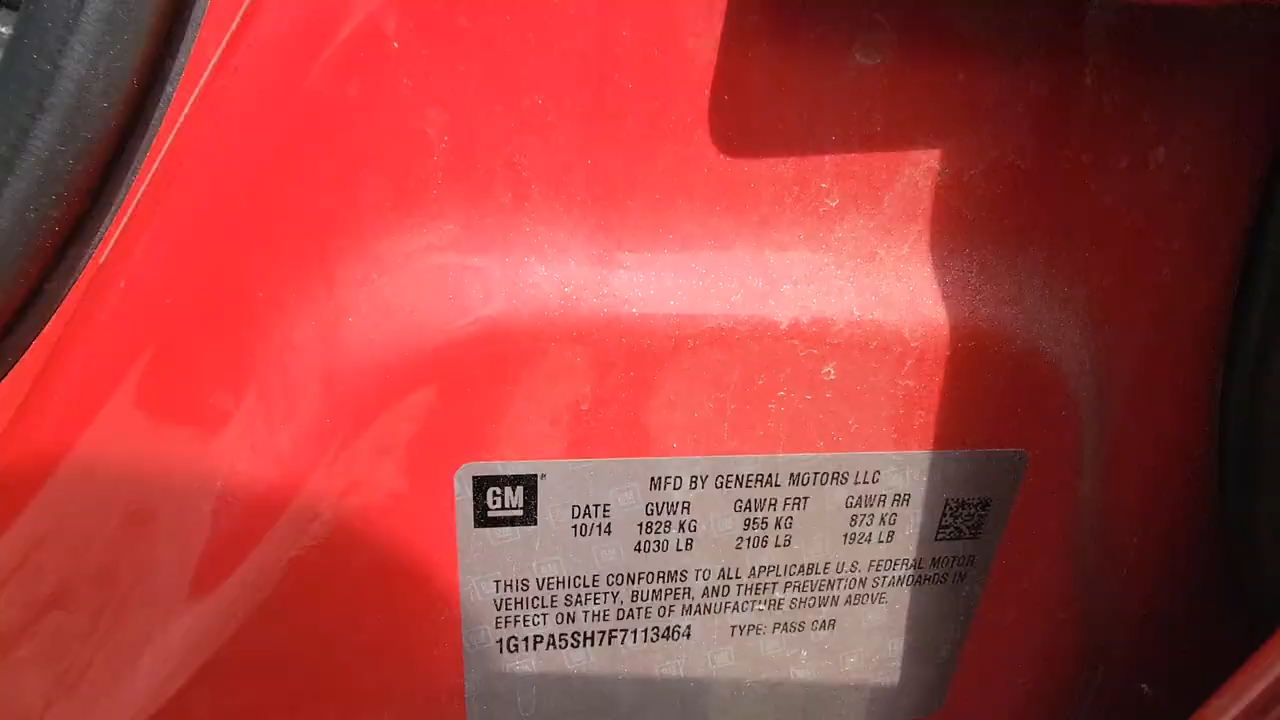 GM
MFD BY GENERAL MOTORS LLC
DATE GVWR GAWR FRT GAWR RR
10/14 1828 KG 955 KG 873 KG
4030 LB 2106 LB 1924 LB
THIS VEHICLE CONFORMS TO ALL APPLICABLE U.S. FEDERAL MOTOR
VEHICLE SAFETY, BUMPER, AND THEFT PREVENTION STANDARDS IN
EFFECT ON THE DATE OF MANUFACTURE SHOWN ABOVE.
1G1PA5SH7F7113464 TYPE: PASS CAR